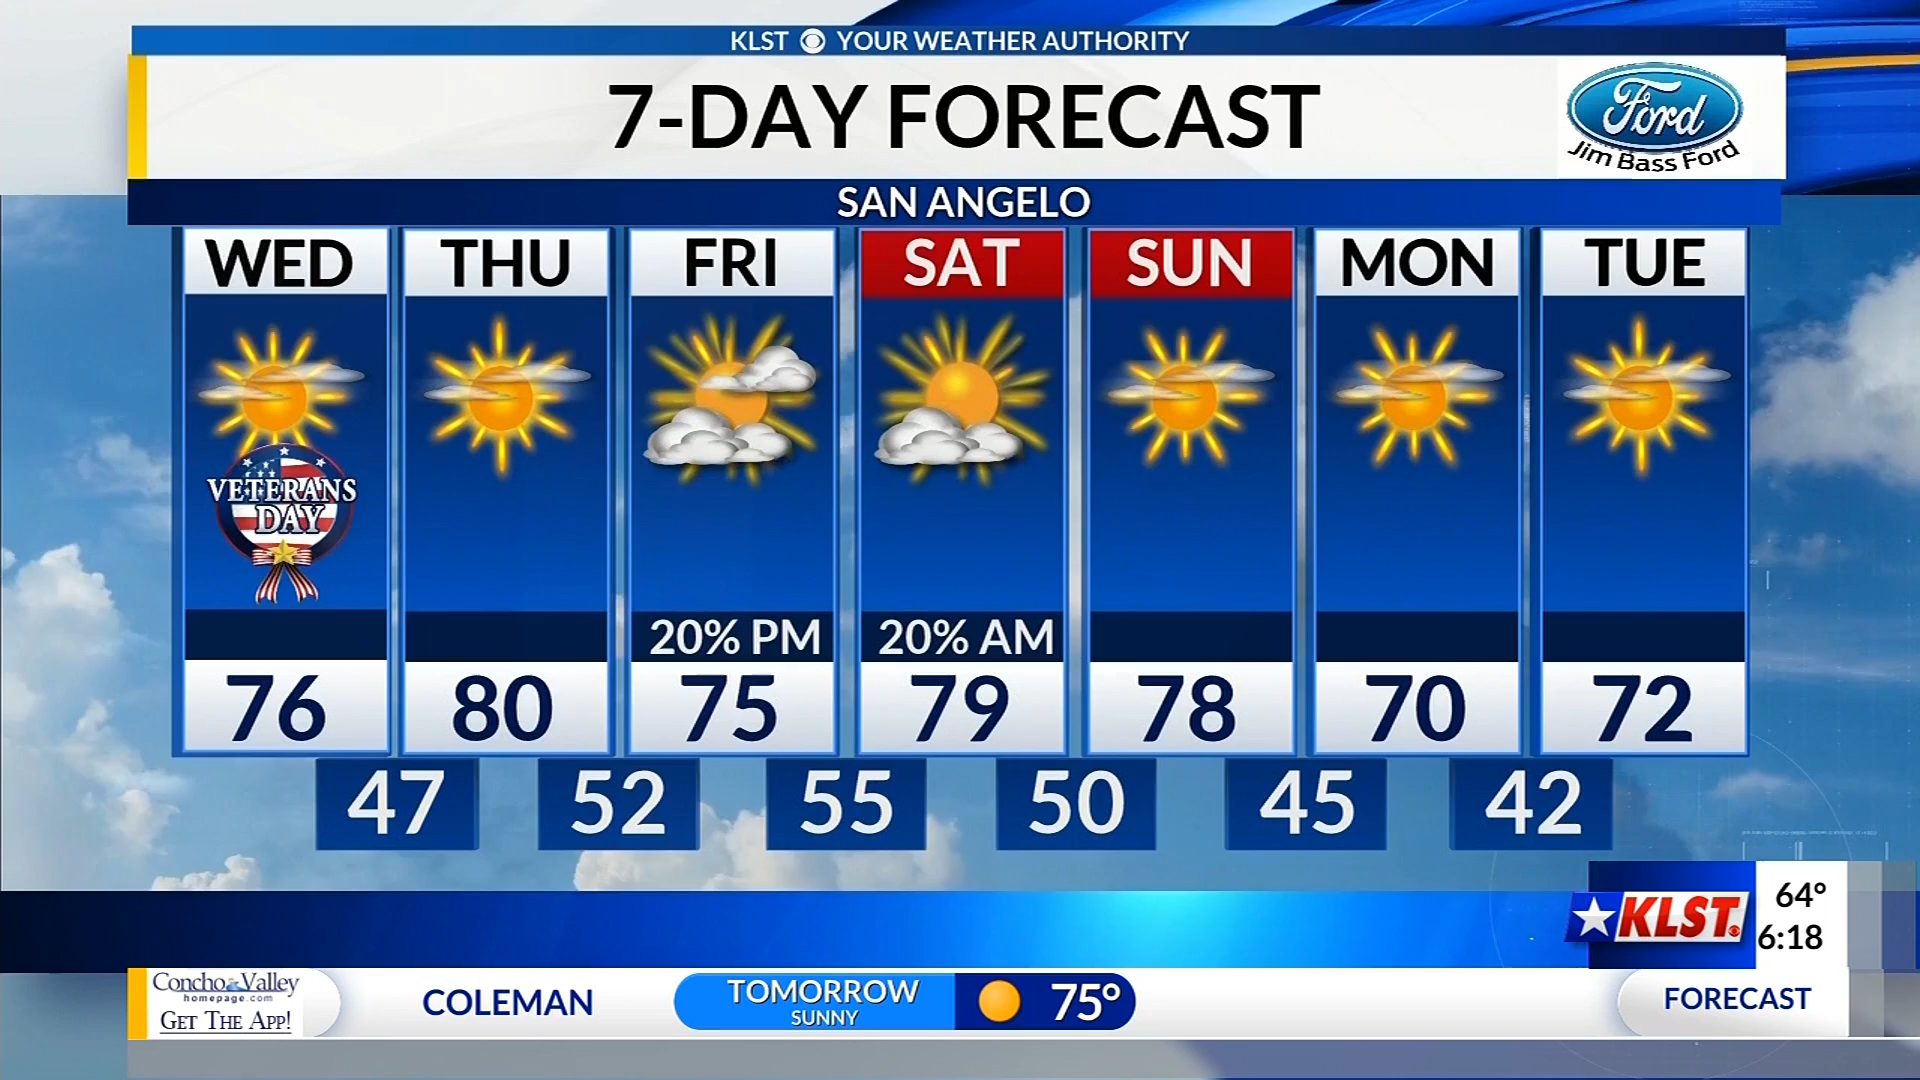 KLST YOUR WEATHER AUTHORITY
7-DAY FORECAST
Ford
Jim Bass Ford
SAN ANGELO
WED THU FRI SAT SUN MON TUE
VETERANS
DAY
20% PM 20% AM
76 80 75 79 78 70 72
47 52 55 50 45 42
KLST
64°
6:18
Concho Valley
homepage.com
GET THE APP!
COLEMAN
TOMORROW
SUNNY
75°
FORECAST